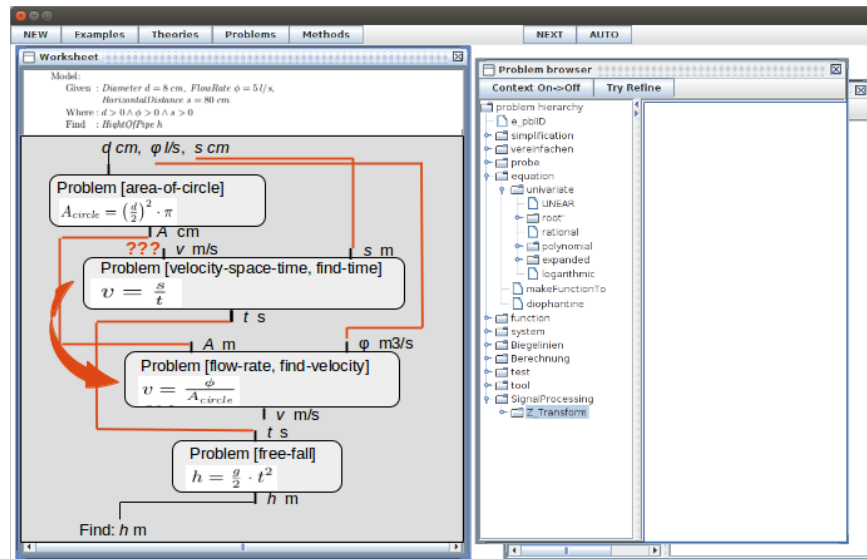 NEW Examples Theories Problems Methods NEXT AUTO
Worksheet
Model:
Given : Diameter d = 8 cm, FlowRate ϕ = 5 l/s,
HorizontalDistance s = 80 cm
Where : d > 0 ∧ ϕ > 0 ∧ s > 0
Find : HightOfPipe h
d cm, φ l/s, s cm
Problem [area-of-circle]
A_circle = (d/2)^2 · π
A cm
??? v m/s s m
Problem [velocity-space-time, find-time]
v = s/t
t s
A m φ m3/s
Problem [flow-rate, find-velocity]
v = ϕ/A_circle
v m/s
t s
Problem [free-fall]
h = g/2 · t^2
h m
Find: h m
Problem browser
Context On->Off Try Refine
problem hierarchy
e_pblID
simplification
vereinfachen
probe
equation
univariate
LINEAR
root'
rational
polynomial
expanded
logarithmic
makeFunctionTo
diophantine
function
system
Biegelinien
Berechnung
test
tool
SignalProcessing
Z_Transform